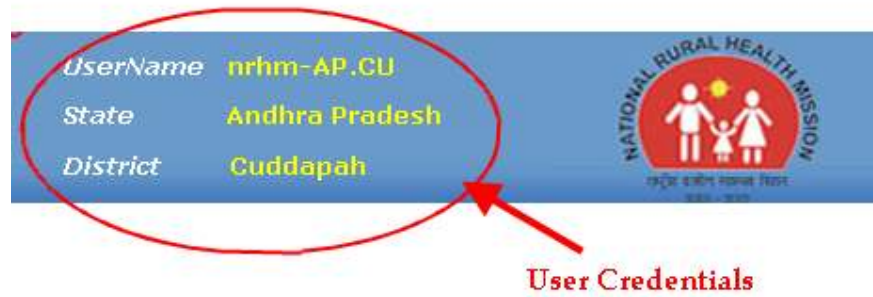 UserName nrhm-AP.CU
State Andhra Pradesh
District Cuddapah
NATIONAL RURAL HEALTH MISSION
User Credentials